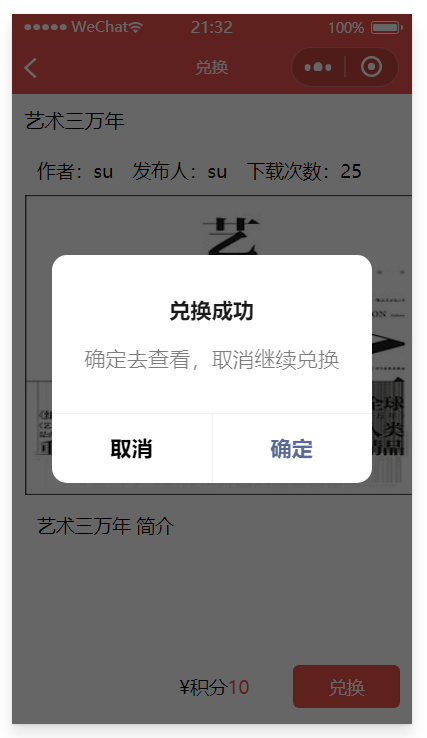 WeChat 21:32 100%
兑换
艺术三万年
作者：su 发布人：su 下载次数：25
艺
兑换成功
确定去查看，取消继续兑换
取消 确定
艺术三万年 简介
¥积分10 兑换